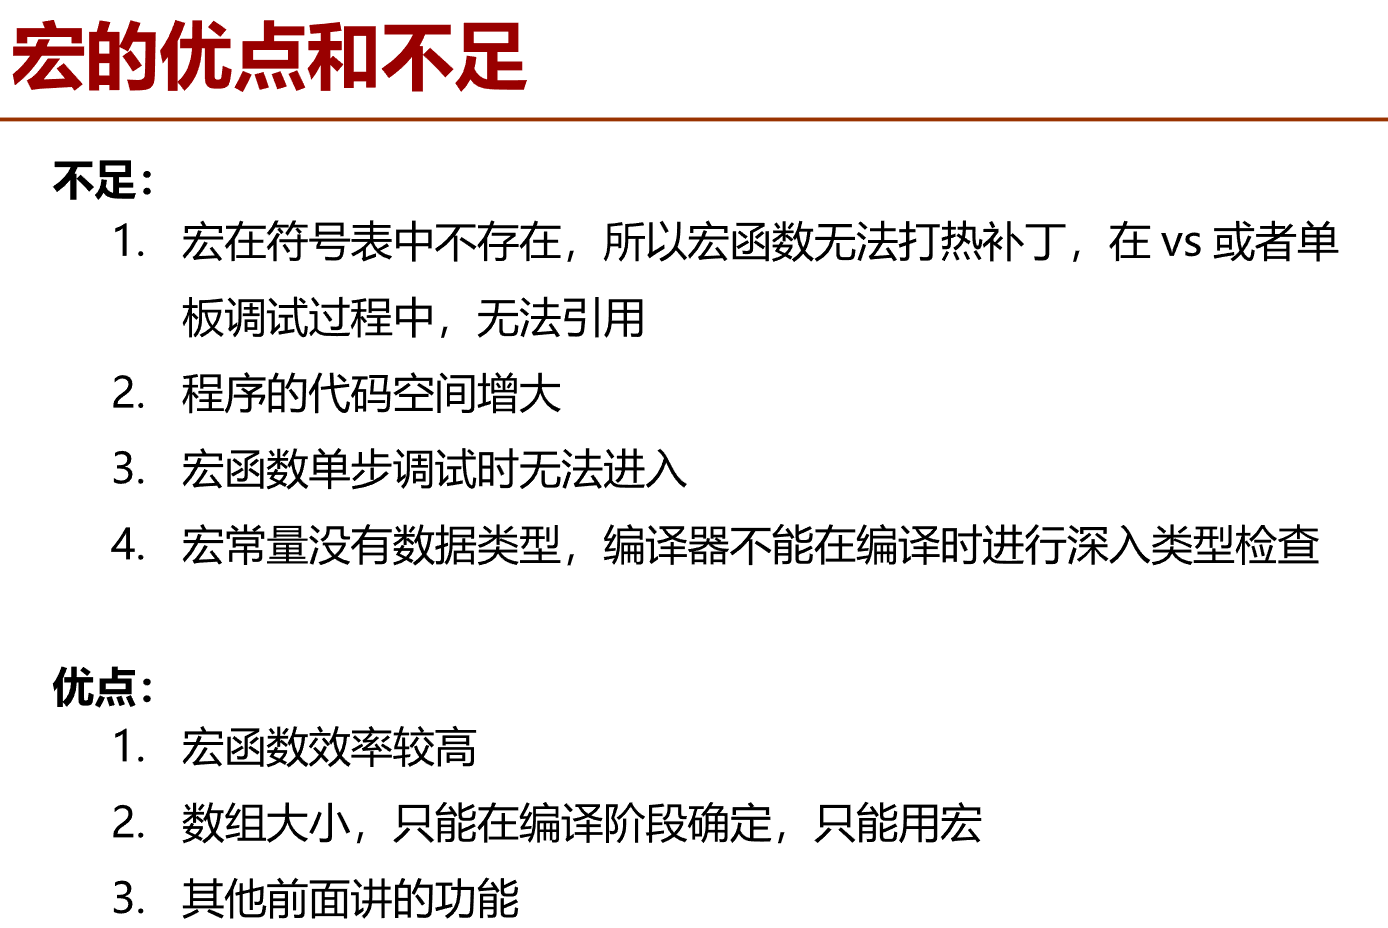 宏的优点和不足
不足：
1. 宏在符号表中不存在，所以宏函数无法打热补丁，在 vs 或者单
板调试过程中，无法引用
2. 程序的代码空间增大
3. 宏函数单步调试时无法进入
4. 宏常量没有数据类型，编译器不能在编译时进行深入类型检查
优点：
1. 宏函数效率较高
2. 数组大小，只能在编译阶段确定，只能用宏
3. 其他前面讲的功能